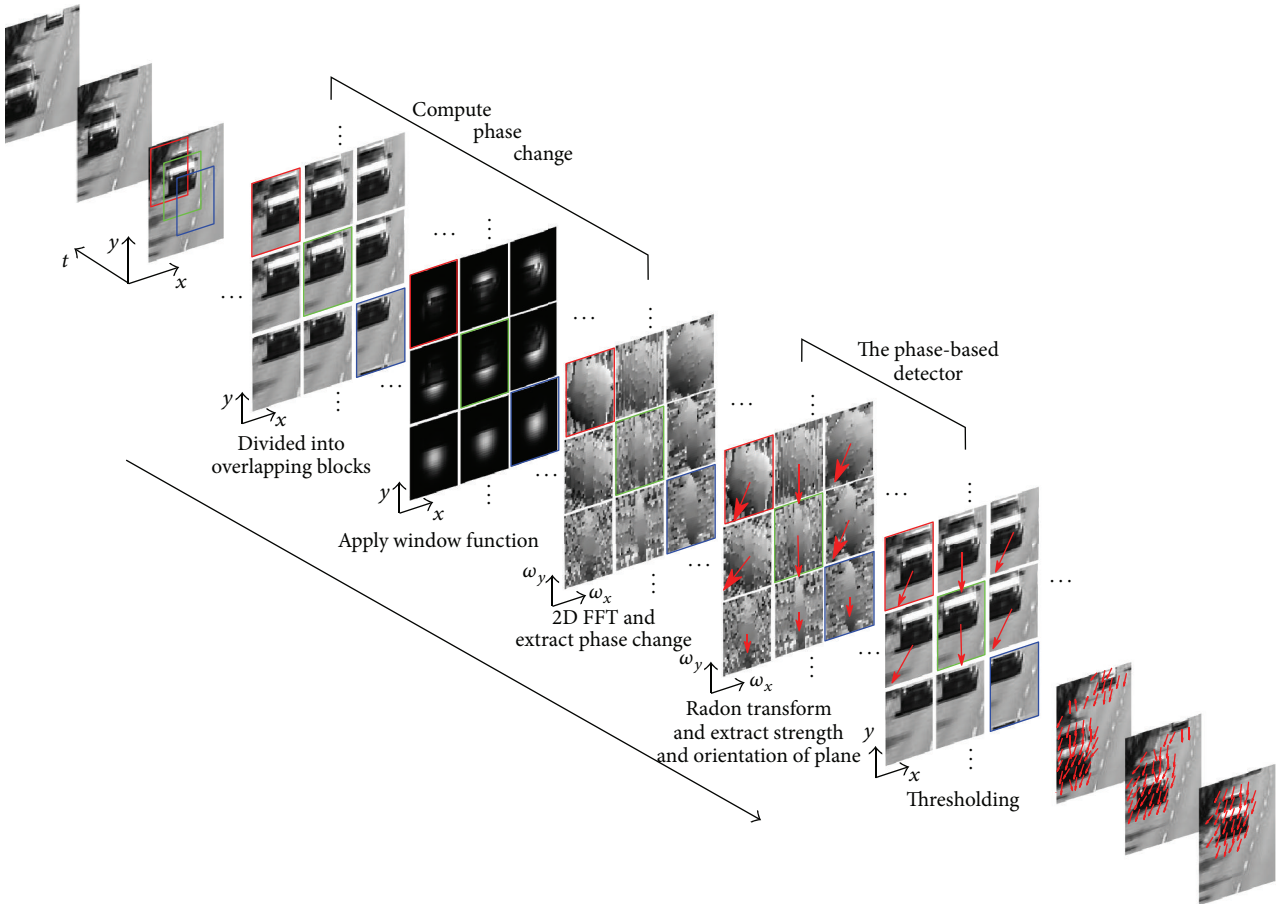 Compute
phase
change
t
y
x
...
...
The phase-based
detector
...
y
x
Divided into
overlapping blocks
...
...
y
x
Apply window function
...
...
ω_y
ω_x
2D FFT and
extract phase change
...
...
ω_y
ω_x
Radon transform
and extract strength
and orientation of plane
...
y
x
Thresholding